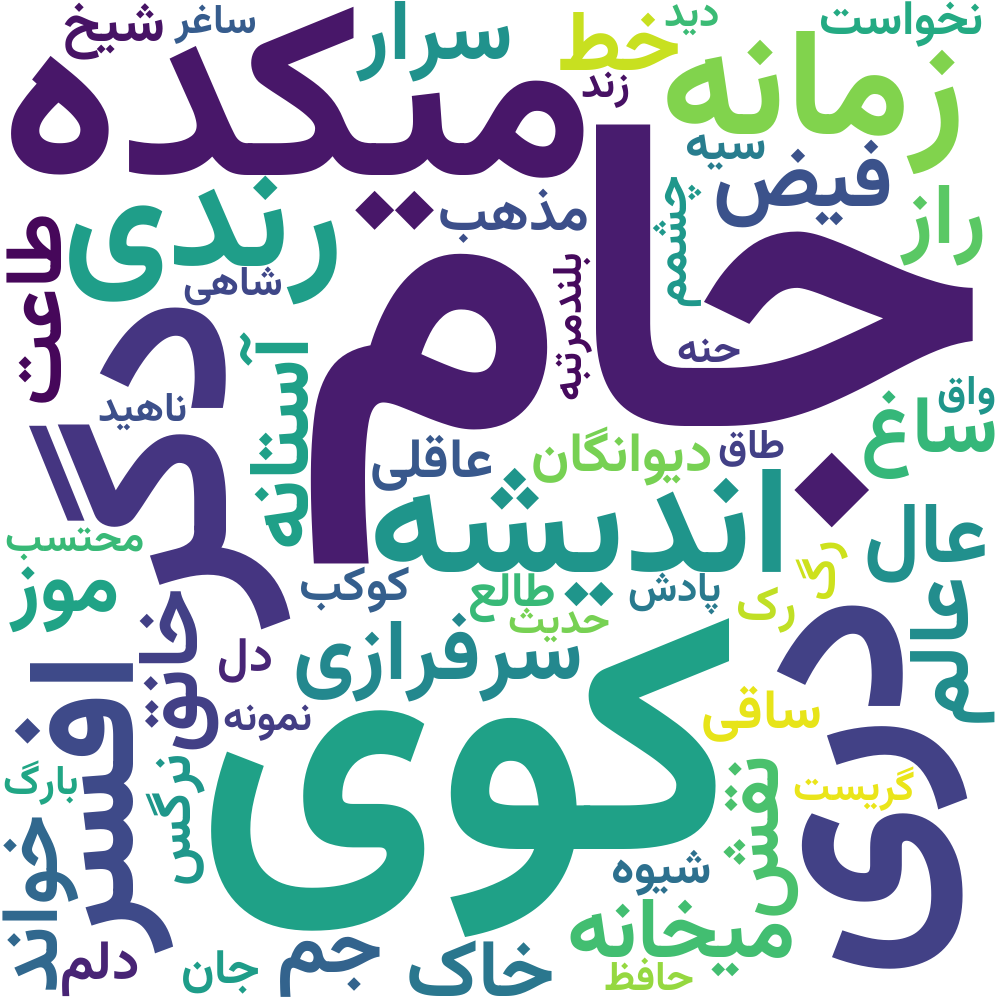 نخواست
دید
خط
سرار
ساغر
شیخ
زمانه
زند
میکده
سیه
فیض
راز
چشمم
مذهب
رندی
طاعت
شاهی
بلندمرتبه
جام
حنه
آستانه
دگر
ناهید
واق
ساغ
طاق
دیوانگان
عاقلی
اندیشه
عال
محتسب
موز
کوکب
طالع
پادش
رگ
رک
حدیث
عالم
خانق
دل
سرفرازی
دری
افسر
نمونه
کوی
ساقی
نقش
گریست
بارگ
نرگس
خواند
شیوه
میخانه
دلم
جان
جم
خاک
حافظ